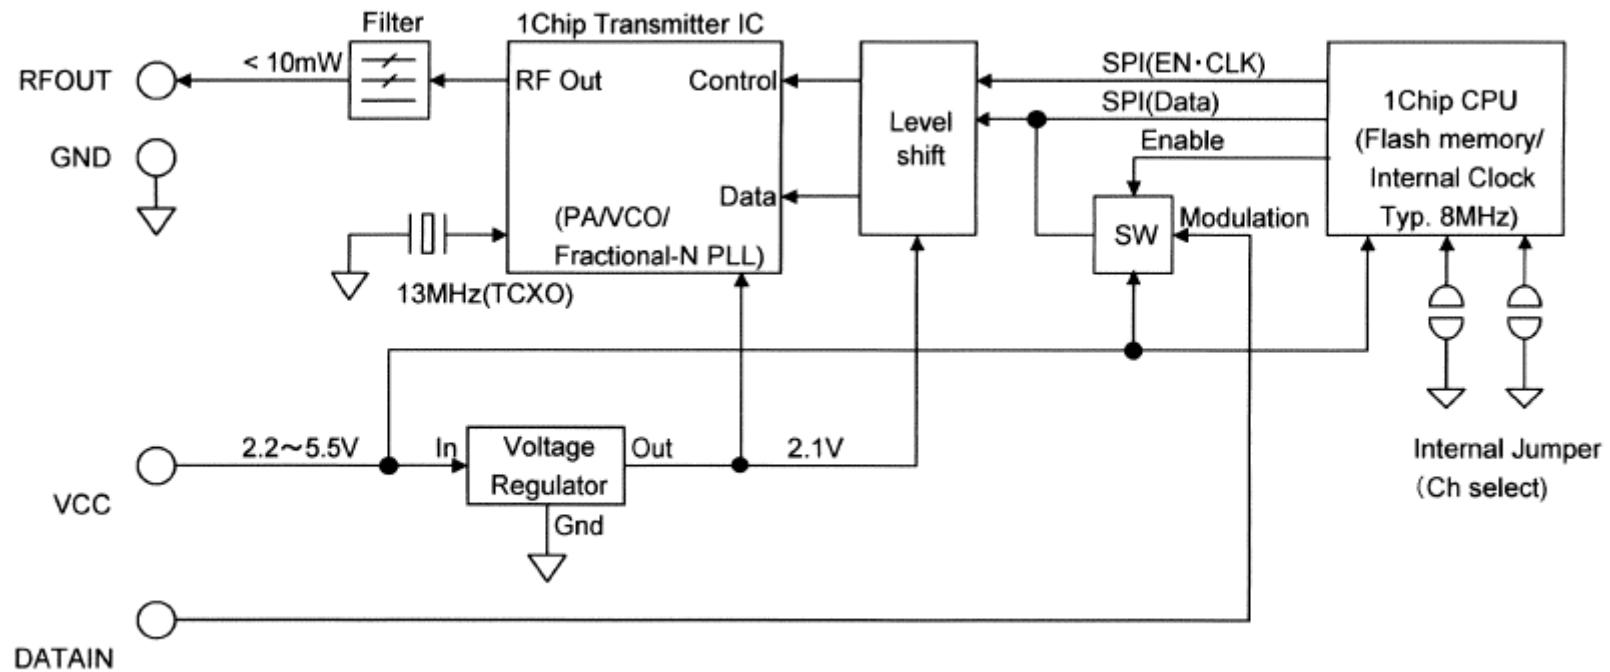 Filter
1Chip Transmitter IC
RFOUT
< 10mW
RF Out
Control
SPI(EN・CLK)
SPI(Data)
1Chip CPU
(Flash memory/
Internal Clock
Typ. 8MHz)
Level
shift
Enable
GND
Data
(PA/VCO/
Fractional-N PLL)
SW
Modulation
13MHz(TCXO)
2.2～5.5V
In
Voltage
Regulator
Out
2.1V
Internal Jumper
（Ch select)
VCC
Gnd
DATAIN